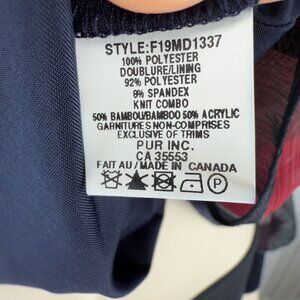 STYLE:F19MD1337
100% POLYESTER
DOUBLURE/LINING
92% POLYESTER
8% SPANDEX
KNIT COMBO
50% BAMBOU/BAMBOO 50% ACRYLIC
GARNITURES NON-COMPRISES
EXCLUSIVE OF TRIMS
PUR INC.
CA 35553
FAIT AU / MADE IN CANADA
P